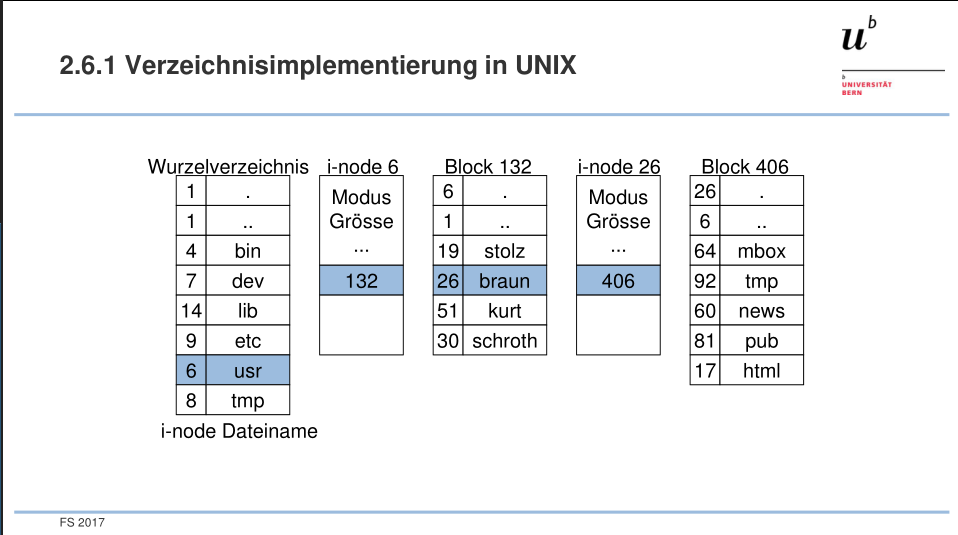 2.6.1 Verzeichnisimplementierung in UNIX
u b
b
UNIVERSITÄT
BERN
Wurzelverzeichnis
1 .
1 ..
4 bin
7 dev
14 lib
9 etc
6 usr
8 tmp
i-node Dateiname
i-node 6
Modus
Grösse
...
132
Block 132
6 .
1 ..
19 stolz
26 braun
51 kurt
30 schroth
i-node 26
Modus
Grösse
...
406
Block 406
26 .
6 ..
64 mbox
92 tmp
60 news
81 pub
17 html
FS 2017